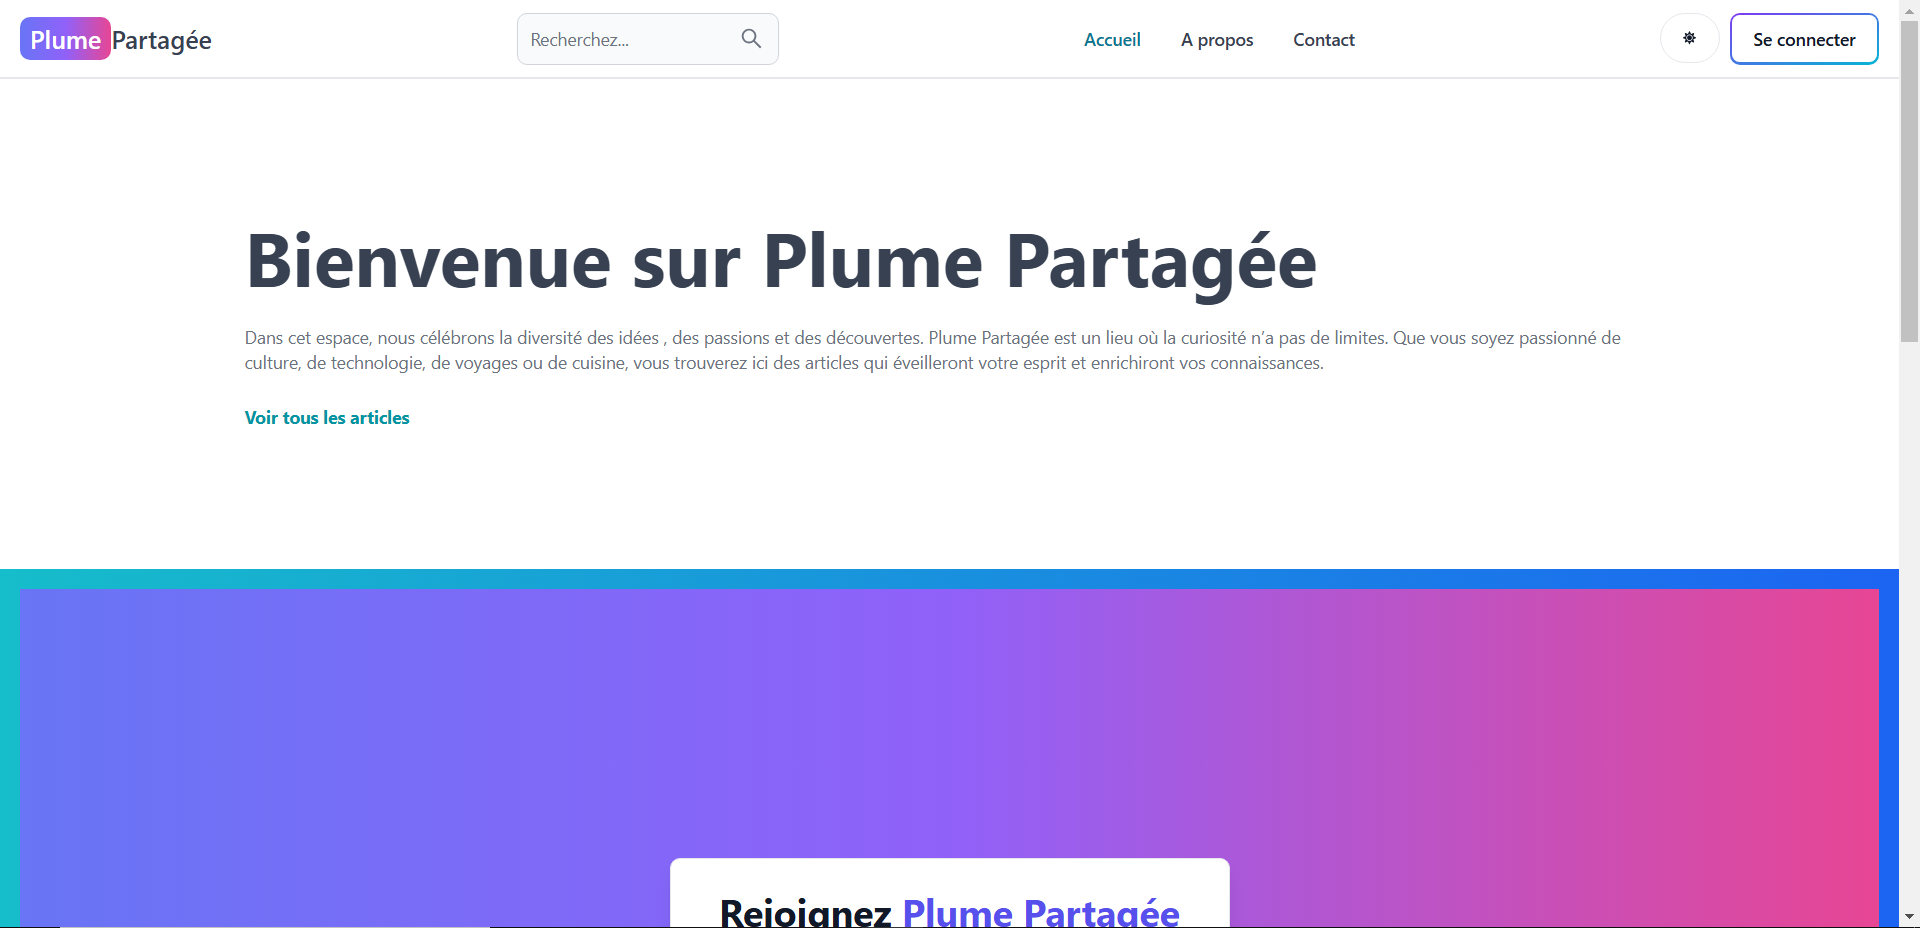 Plume Partagée
Recherchez...
Accueil
A propos
Contact
Se connecter
Bienvenue sur Plume Partagée
Dans cet espace, nous célébrons la diversité des idées , des passions et des découvertes. Plume Partagée est un lieu où la curiosité n’a pas de limites. Que vous soyez passionné de
culture, de technologie, de voyages ou de cuisine, vous trouverez ici des articles qui éveilleront votre esprit et enrichiront vos connaissances.
Voir tous les articles
Rejoignez Plume Partagée